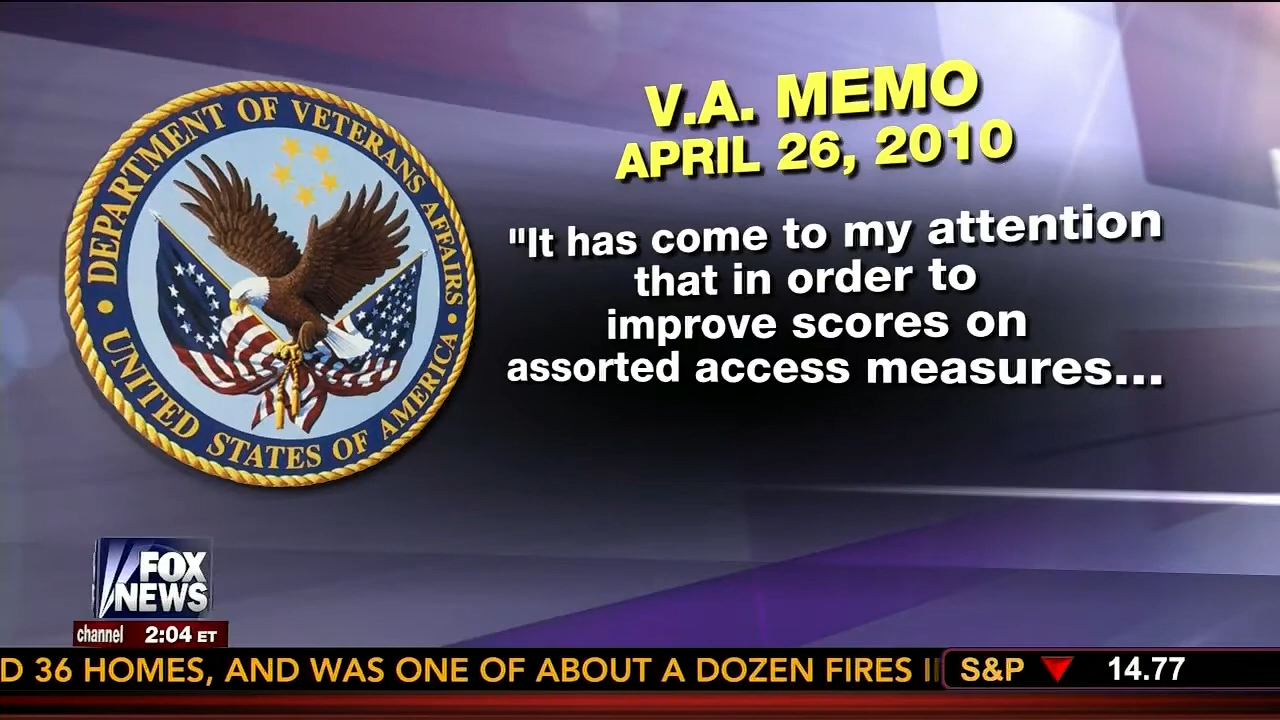 V.A. MEMO
APRIL 26, 2010
"It has come to my attention
that in order to
improve scores on
assorted access measures...
DEPARTMENT OF VETERANS AFFAIRS
UNITED STATES OF AMERICA
FOX
NEWS
channel 2:04 ET
D 36 HOMES, AND WAS ONE OF ABOUT A DOZEN FIRES
S&P 14.77